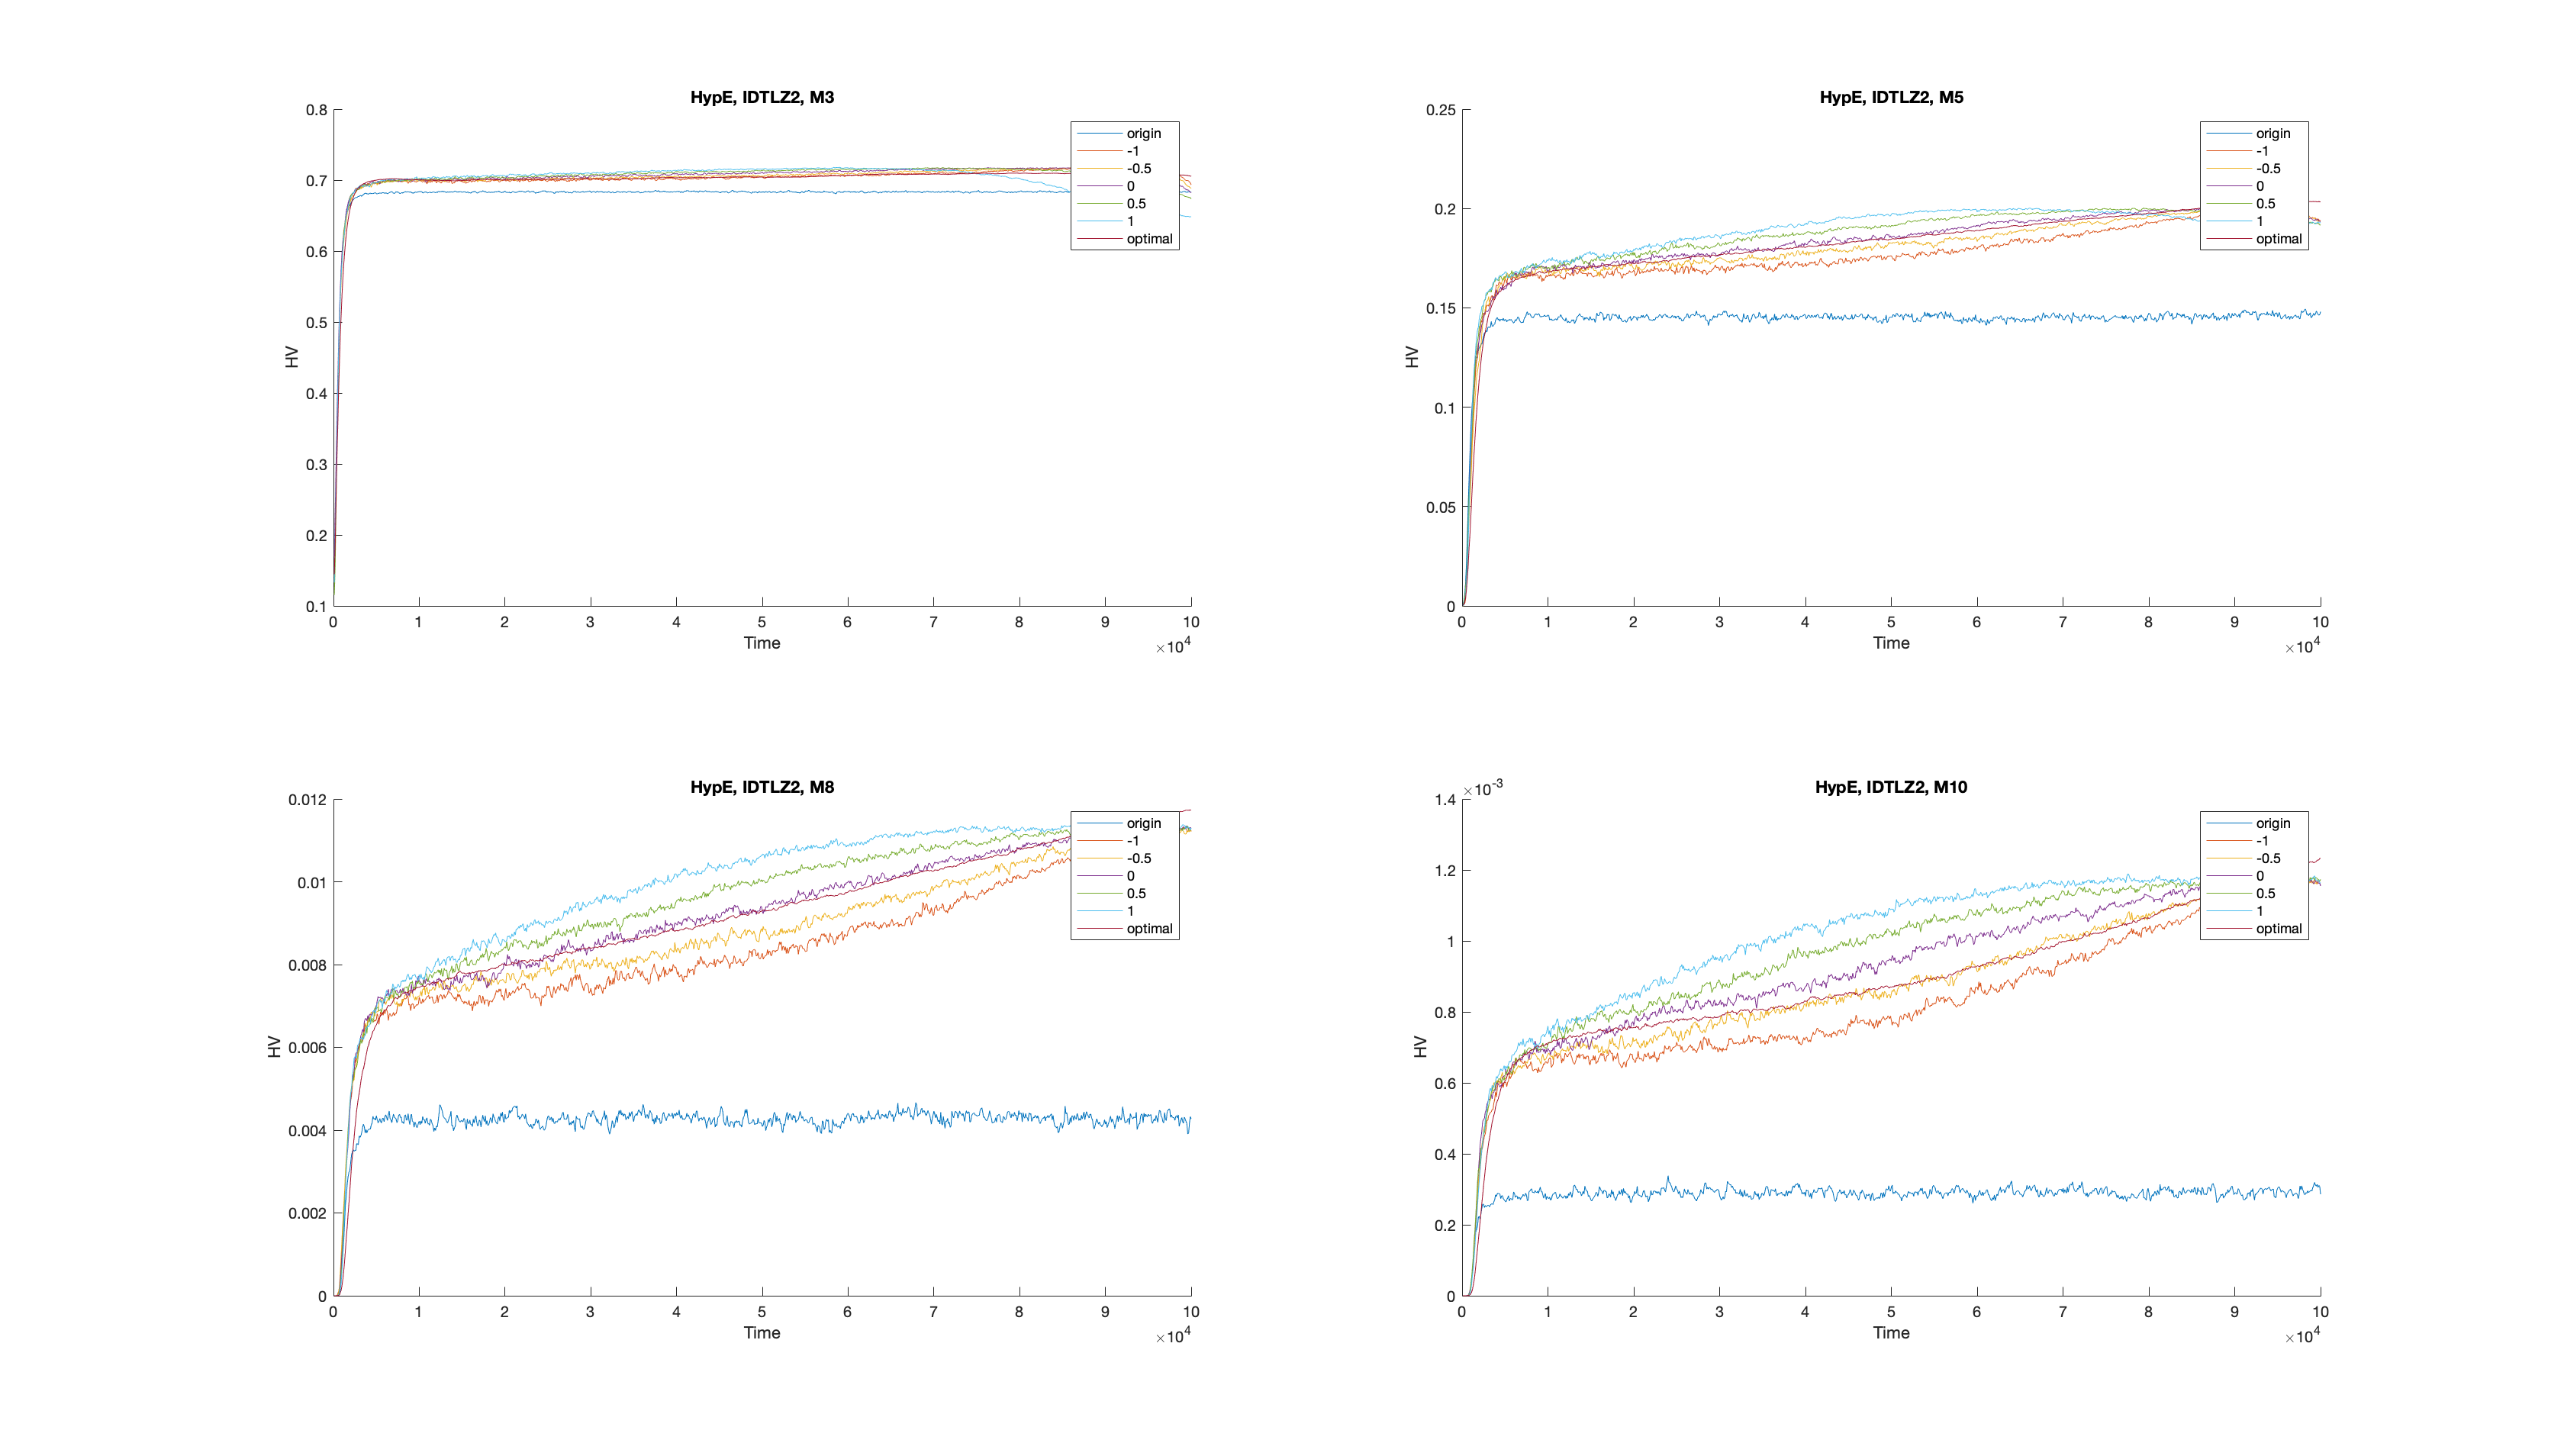 HypE, IDTLZ2, M3
0.8
0.7
0.6
0.5
0.4
0.3
0.2
0.1
HV
0 1 2 3 4 5 6 7 8 9 10
Time
×10^4
origin
-1
-0.5
0
0.5
1
optimal
HypE, IDTLZ2, M5
0.25
0.2
0.15
0.1
0.05
0
HV
0 1 2 3 4 5 6 7 8 9 10
Time
×10^4
origin
-1
-0.5
0
0.5
1
optimal
HypE, IDTLZ2, M8
0.012
0.01
0.008
0.006
0.004
0.002
0
HV
0 1 2 3 4 5 6 7 8 9 10
Time
×10^4
origin
-1
-0.5
0
0.5
1
optimal
HypE, IDTLZ2, M10
×10^-3
1.4
1.2
1
0.8
0.6
0.4
0.2
0
HV
0 1 2 3 4 5 6 7 8 9 10
Time
×10^4
origin
-1
-0.5
0
0.5
1
optimal